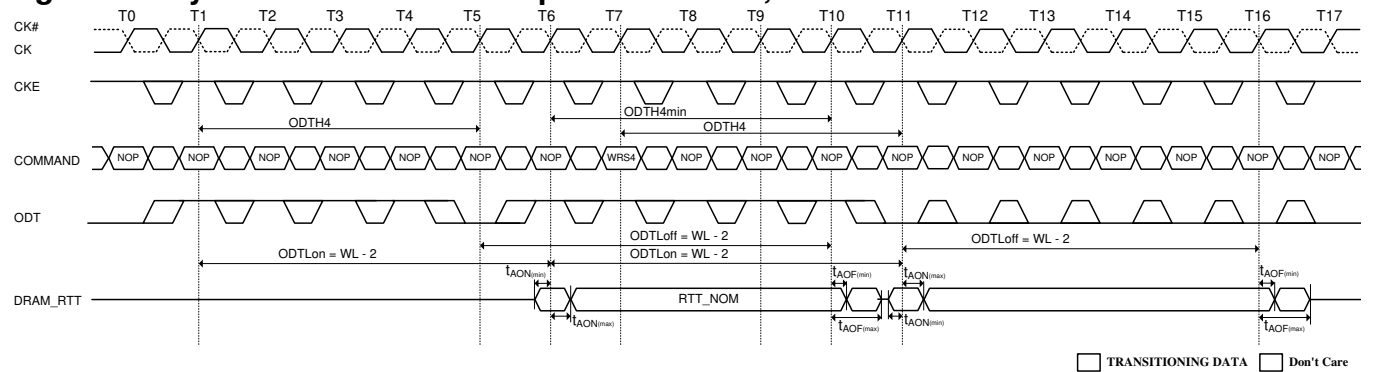 T0 T1 T2 T3 T4 T5 T6 T7 T8 T9 T10 T11 T12 T13 T14 T15 T16 T17
CK#
CK
CKE
ODTH4min
ODTH4 ODTH4
COMMAND NOP NOP NOP NOP NOP NOP NOP WRS4 NOP NOP NOP NOP NOP NOP NOP NOP NOP NOP
ODT
ODTLoff = WL - 2 ODTLoff = WL - 2
ODTLon = WL - 2 ODTLon = WL - 2
tAON(min) tAOF(min) tAON(max) tAOF(min)
DRAM_RTT RTT_NOM
tAON(max) tAOF(max) tAON(min) tAOF(max)
TRANSITIONING DATA Don't Care